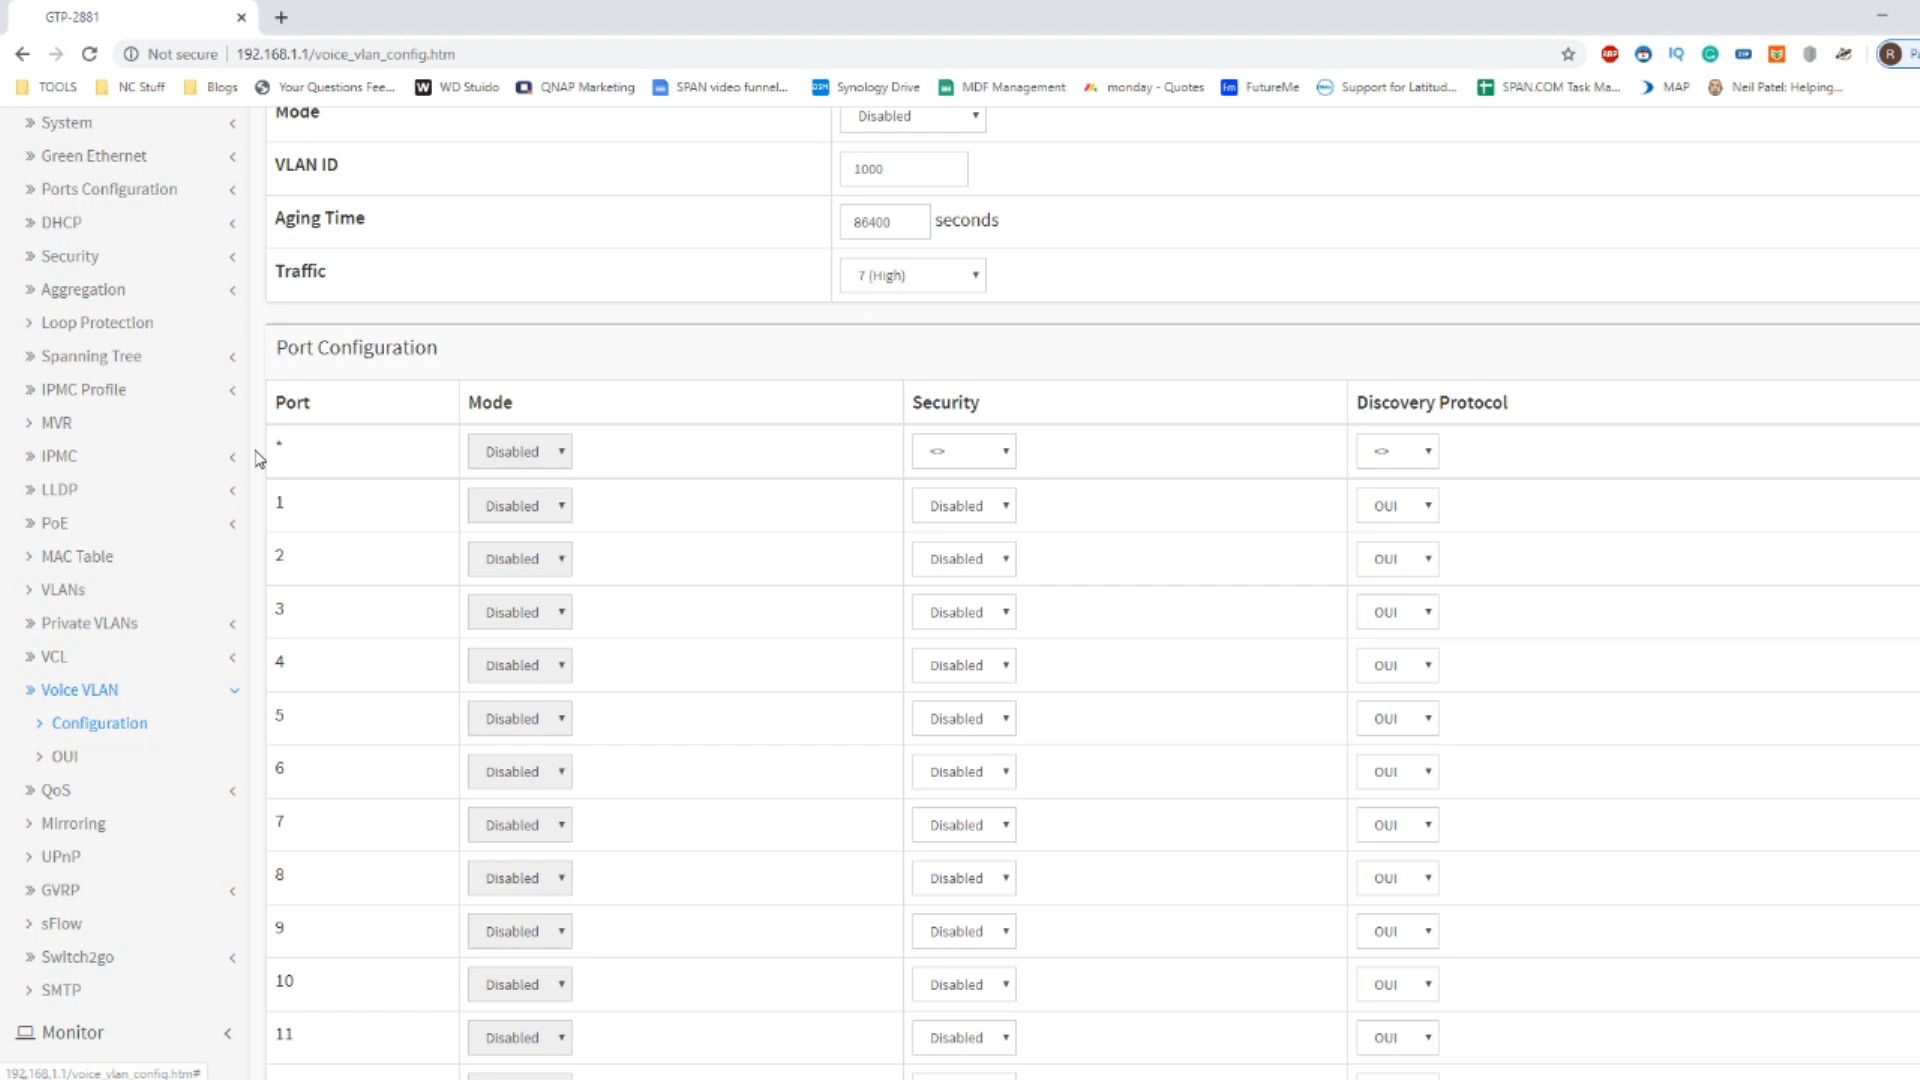 GTP-2881
Not secure | 192.168.1.1/voice_vlan_config.htm
TOOLS NC Stuff Blogs Your Questions Fee... WD Stuido QNAP Marketing SPAN video funnel... Synology Drive MDF Management monday - Quotes FutureMe Support for Latitud... SPAN.COM Task Ma... MAP Neil Patel: Helping...
System
Green Ethernet
Ports Configuration
DHCP
Security
Aggregation
Loop Protection
Spanning Tree
IPMC Profile
MVR
IPMC
LLDP
PoE
MAC Table
VLANs
Private VLANs
VCL
Voice VLAN
Configuration
OUI
QoS
Mirroring
UPnP
GVRP
sFlow
Switch2go
SMTP
Monitor
192.168.1.1/voice_vlan_config.htm#
Mode Disabled
VLAN ID 1000
Aging Time 86400 seconds
Traffic 7 (High)
Port Configuration
Port Mode Security Discovery Protocol
* Disabled <> <>
1 Disabled Disabled OUI
2 Disabled Disabled OUI
3 Disabled Disabled OUI
4 Disabled Disabled OUI
5 Disabled Disabled OUI
6 Disabled Disabled OUI
7 Disabled Disabled OUI
8 Disabled Disabled OUI
9 Disabled Disabled OUI
10 Disabled Disabled OUI
11 Disabled Disabled OUI